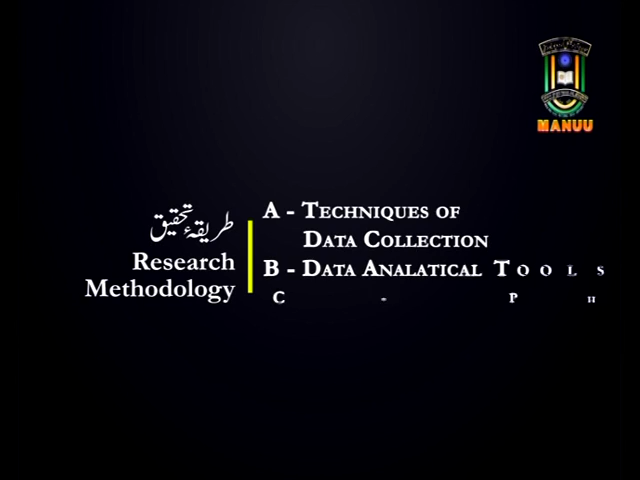 MANUU
طریقۂ تحقیق
Research
Methodology
A - Techniques of
Data Collection
B - Data Analatical Tools
C - P H